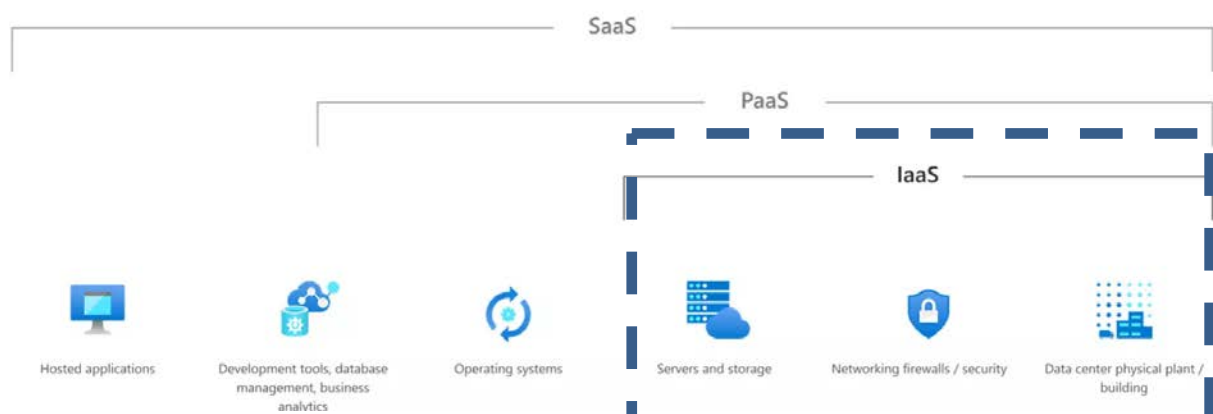 SaaS
PaaS
IaaS
Hosted applications
Development tools, database
management, business
analytics
Operating systems
Servers and storage
Networking firewalls / security
Data center physical plant /
building